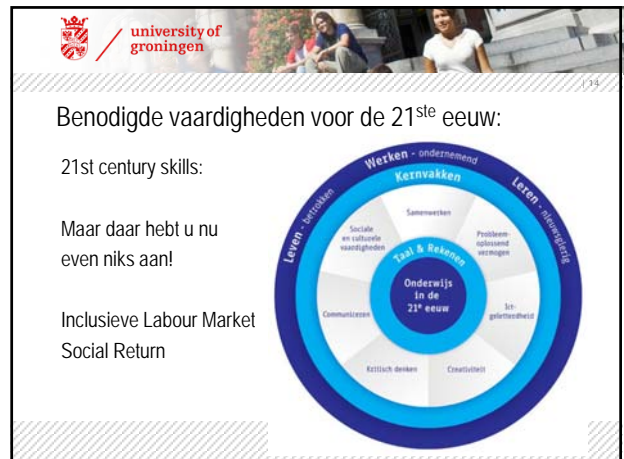 university of
groningen
| 14
Benodigde vaardigheden voor de 21ste eeuw:
21st century skills:
Maar daar hebt u nu
even niks aan!
Inclusieve Labour Market
Social Return
Werken - ondernemend
Leven - betrokken
Leren - nieuwsgierig
Kernvakken
Samenwerken
Sociale
en culturele
vaardigheden
Probleem-
oplossend
vermogen
Taal & Rekenen
Onderwijs
in de
21e eeuw
Communiceren
Ict-
geletterdheid
Kritisch denken
Creativiteit